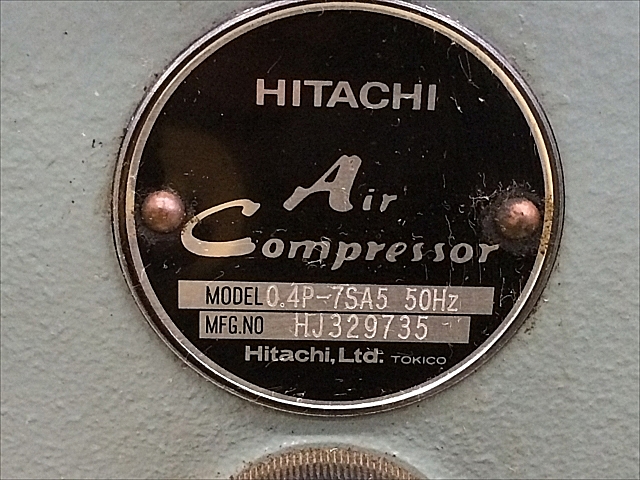 HITACHI
Air
Compressor
MODEL 0.4P-7SA5 50Hz
MFG.NO HJ329735
Hitachi, Ltd. TOKICO